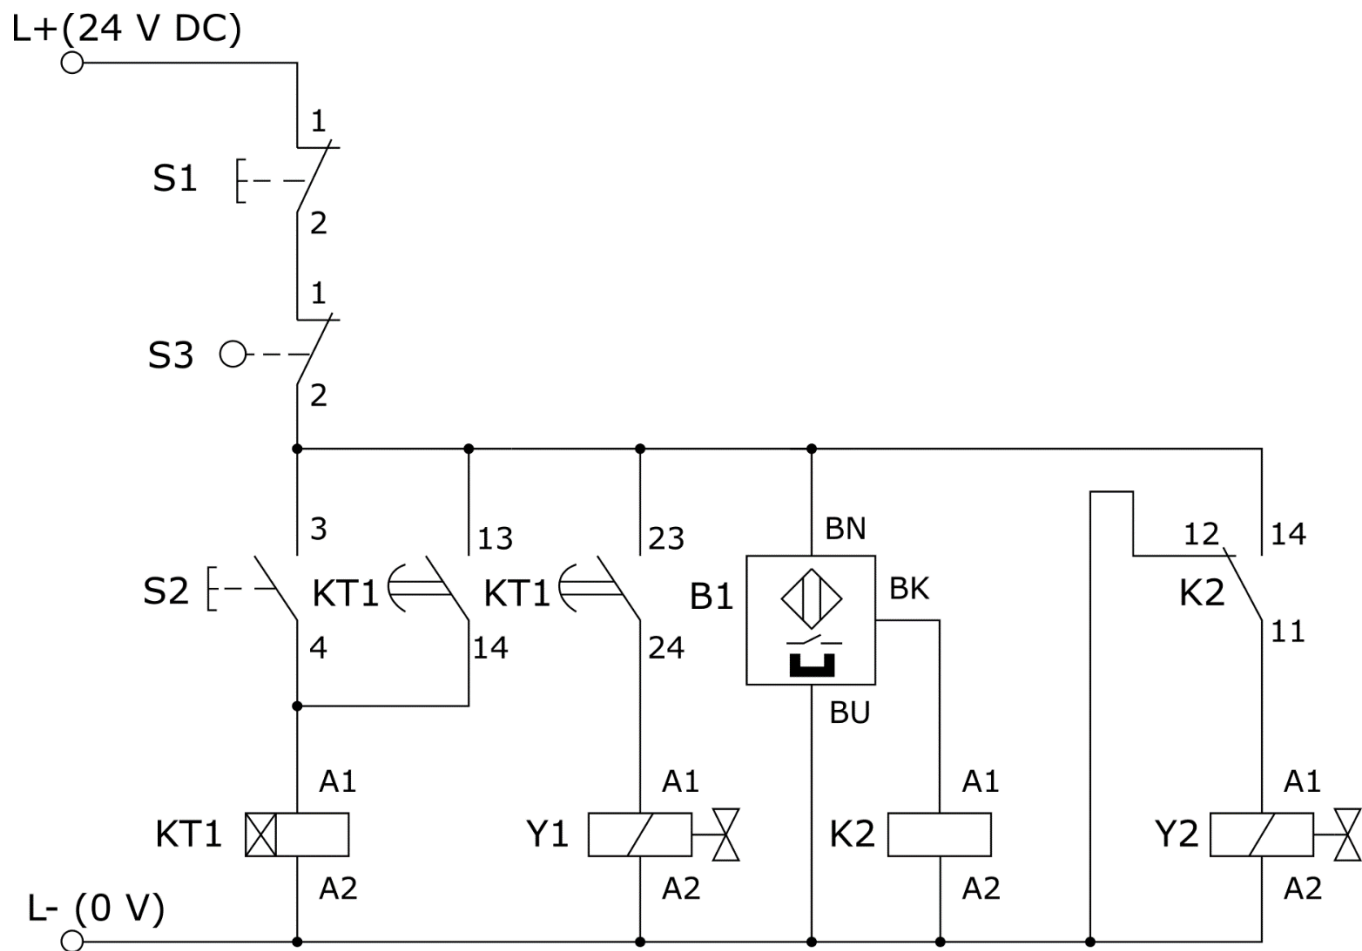 L+(24 V DC)
1
S1
2
1
S3
2
3
13
23
BN
12
14
S2
KT1
KT1
B1
BK
K2
4
14
24
11
BU
A1
A1
A1
A1
KT1
Y1
K2
Y2
A2
A2
A2
A2
L- (0 V)